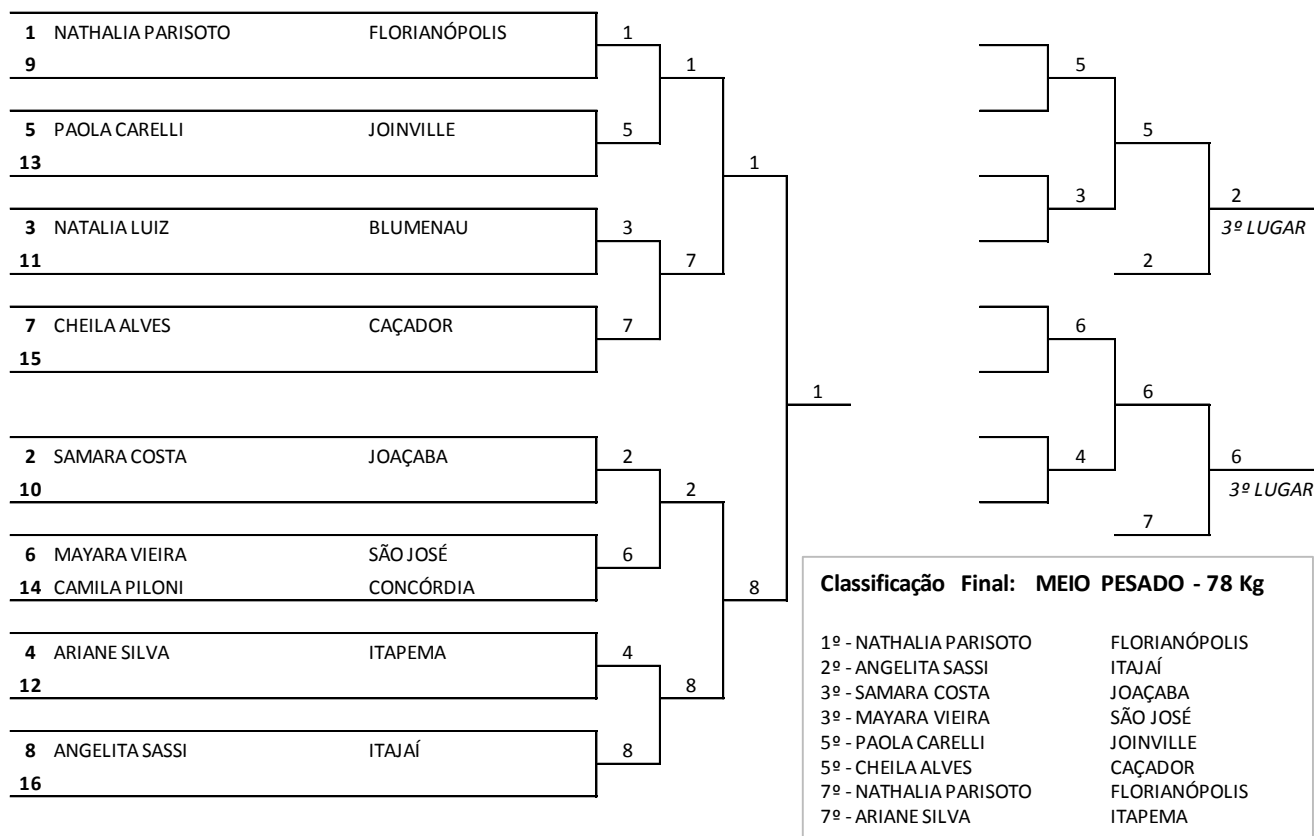 1 NATHALIA PARISOTO FLORIANÓPOLIS
9
1
1
5 PAOLA CARELLI JOINVILLE
13
5
1
3 NATALIA LUIZ BLUMENAU
11
3
7
7 CHEILA ALVES CAÇADOR
15
7
1
2 SAMARA COSTA JOAÇABA
10
2
2
6 MAYARA VIEIRA SÃO JOSÉ
14 CAMILA PILONI CONCÓRDIA
6
8
4 ARIANE SILVA ITAPEMA
12
4
8
8 ANGELITA SASSI ITAJAÍ
16
8
5
5
3
2
3º LUGAR
2
6
6
4
6
3º LUGAR
7
Classificação Final: MEIO PESADO - 78 Kg
1º - NATHALIA PARISOTO FLORIANÓPOLIS
2º - ANGELITA SASSI ITAJAÍ
3º - SAMARA COSTA JOAÇABA
3º - MAYARA VIEIRA SÃO JOSÉ
5º - PAOLA CARELLI JOINVILLE
5º - CHEILA ALVES CAÇADOR
7º - NATHALIA PARISOTO FLORIANÓPOLIS
7º - ARIANE SILVA ITAPEMA